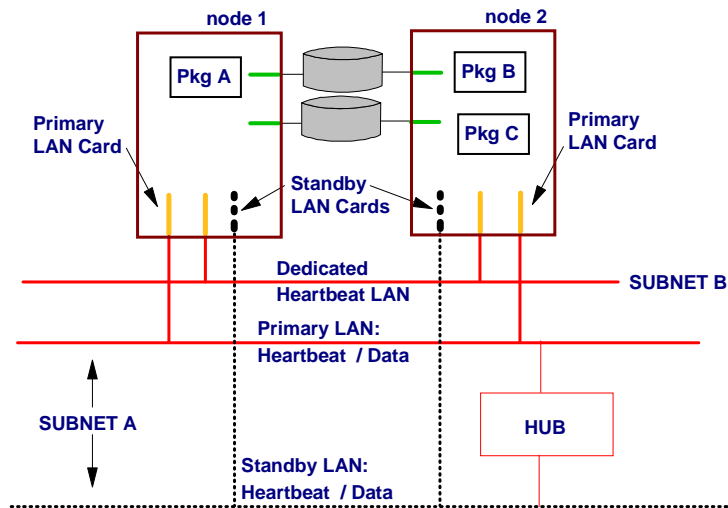 node 1
node 2
Pkg A
Pkg B
Pkg C
Primary
LAN Card
Primary
LAN Card
Standby
LAN Cards
Dedicated
Heartbeat LAN
SUBNET B
Primary LAN:
Heartbeat / Data
SUBNET A
HUB
Standby LAN:
Heartbeat / Data